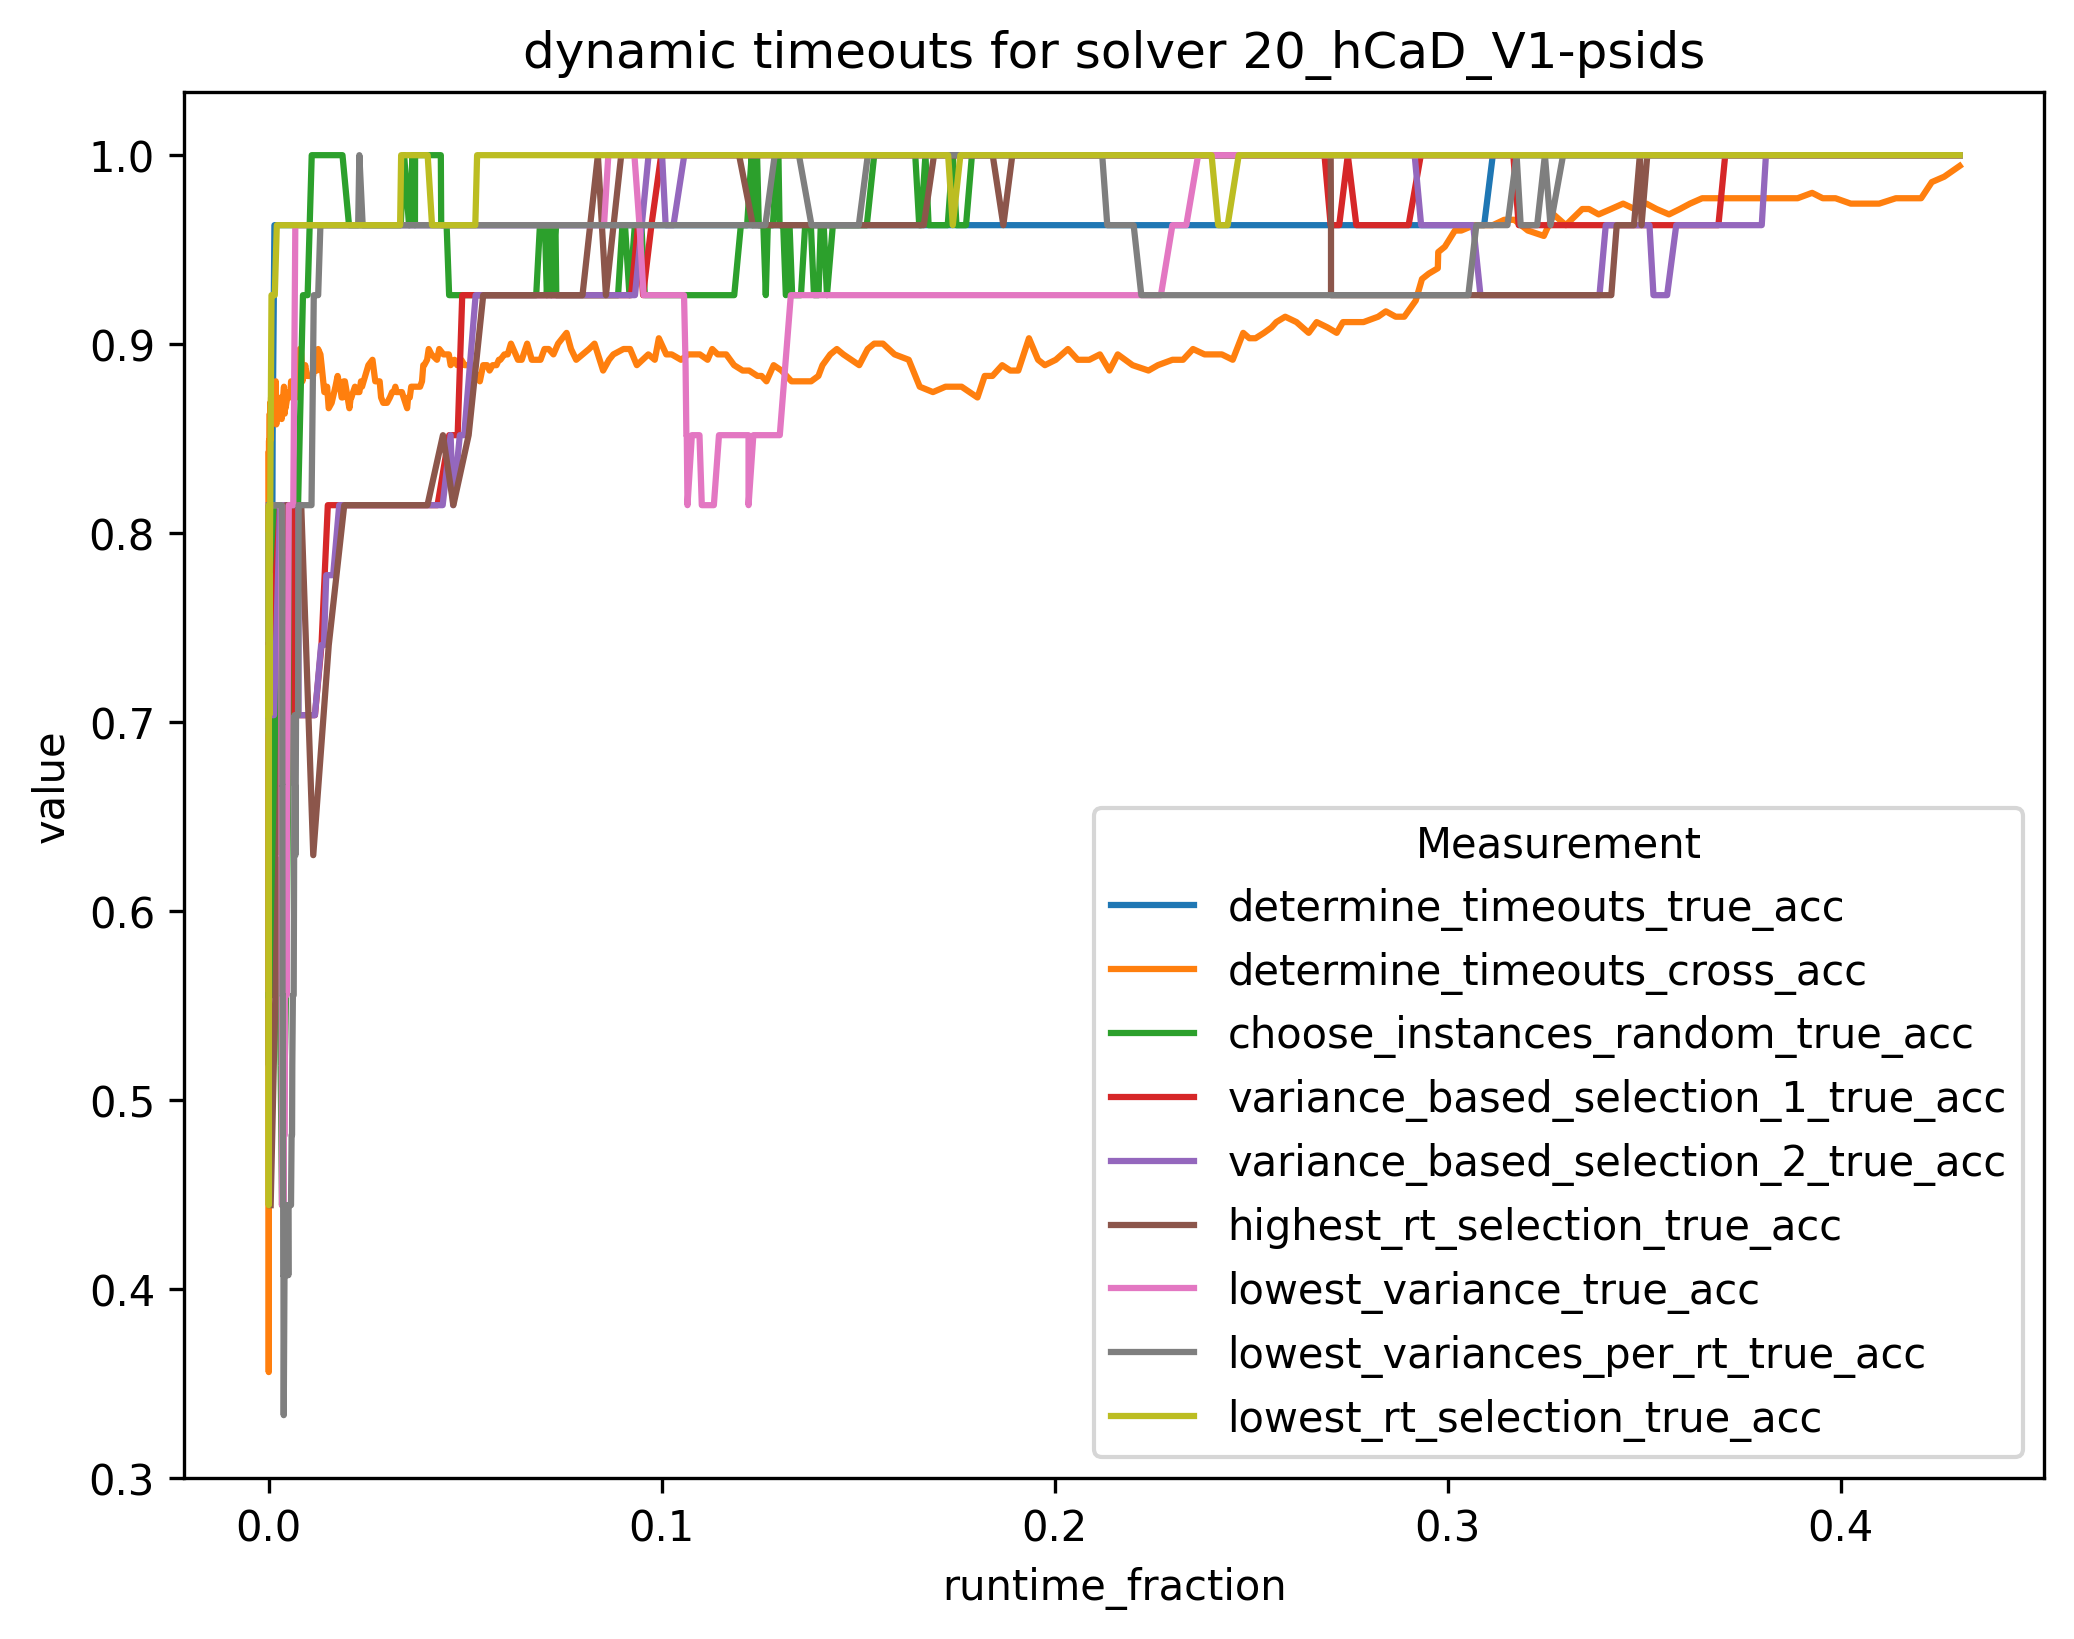 dynamic timeouts for solver 20_hCaD_V1-psids
1.0
0.9
0.8
0.7
0.6
0.5
0.4
0.3
value
0.0
0.1
0.2
0.3
0.4
runtime_fraction
Measurement
determine_timeouts_true_acc
determine_timeouts_cross_acc
choose_instances_random_true_acc
variance_based_selection_1_true_acc
variance_based_selection_2_true_acc
highest_rt_selection_true_acc
lowest_variance_true_acc
lowest_variances_per_rt_true_acc
lowest_rt_selection_true_acc